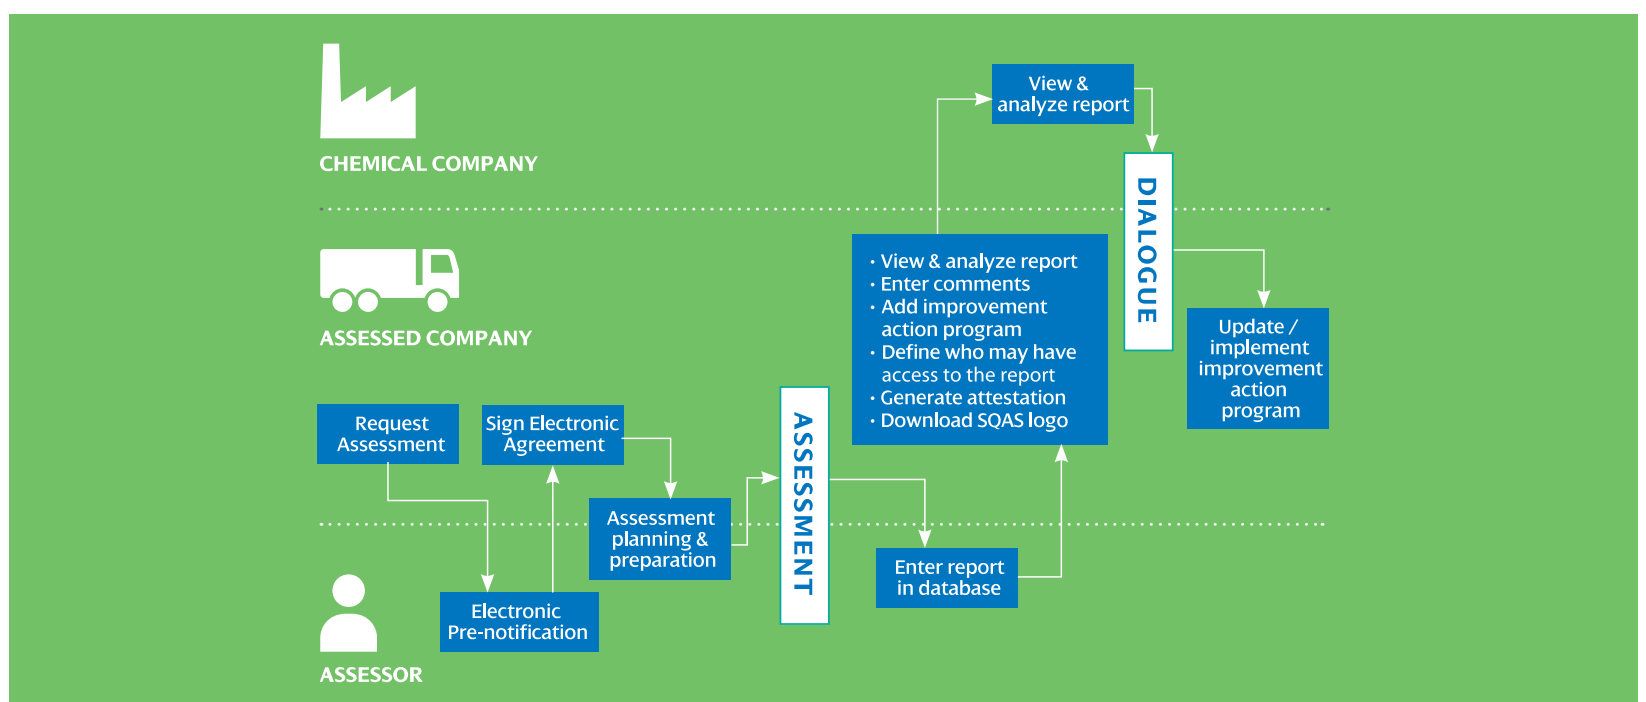 CHEMICAL COMPANY
View &
analyze report
DIALOGUE
ASSESSED COMPANY
· View & analyze report
· Enter comments
· Add improvement
action program
· Define who may have
access to the report
· Generate attestation
· Download SQAS logo
Update /
implement
improvement
action
program
Request
Assessment
Sign Electronic
Agreement
ASSESSMENT
Assessment
planning &
preparation
Enter report
in database
Electronic
Pre-notification
ASSESSOR